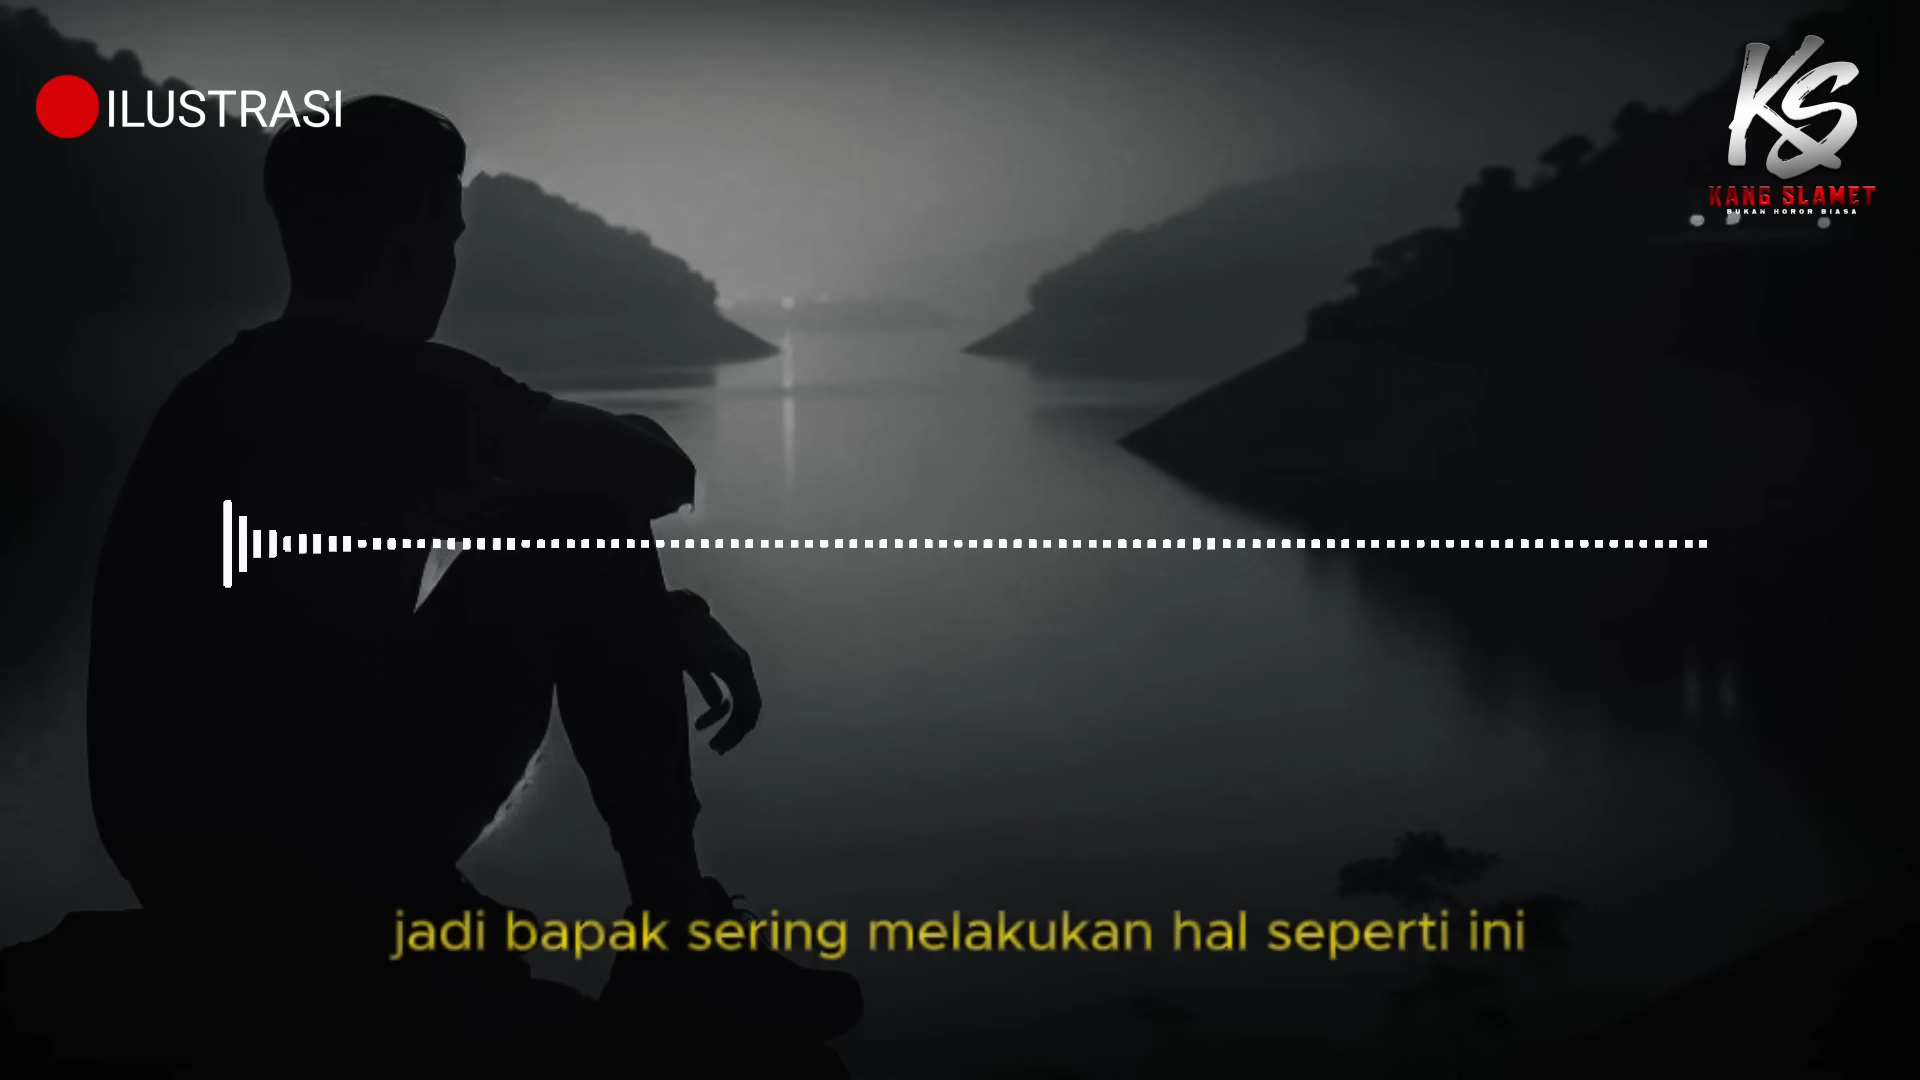 ILUSTRASI
KS
KANG SLAMET
BUKAN HOROR BIASA
jadi bapak sering melakukan hal seperti ini